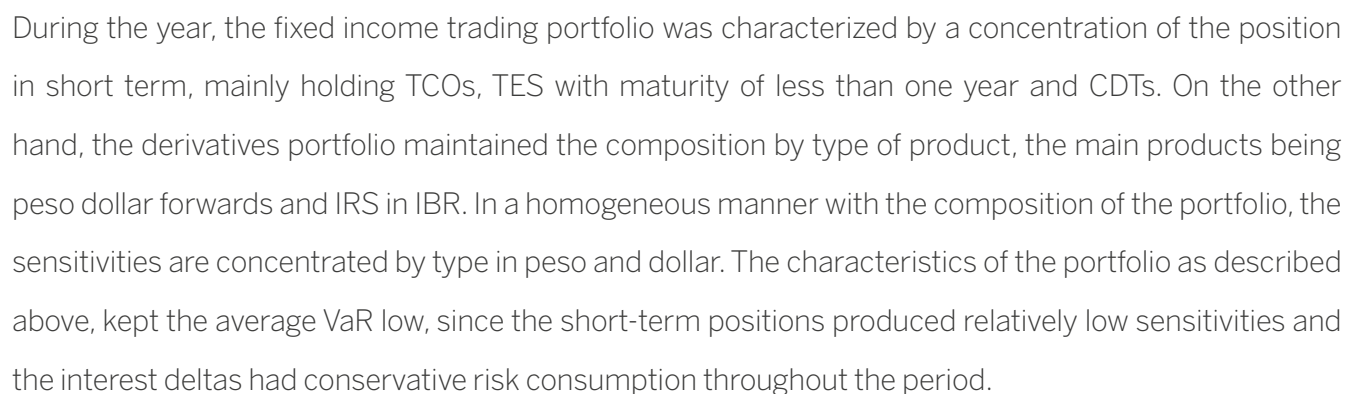 During the year, the fixed income trading portfolio was characterized by a concentration of the position
in short term, mainly holding TCOs, TES with maturity of less than one year and CDTs. On the other
hand, the derivatives portfolio maintained the composition by type of product, the main products being
peso dollar forwards and IRS in IBR. In a homogeneous manner with the composition of the portfolio, the
sensitivities are concentrated by type in peso and dollar. The characteristics of the portfolio as described
above, kept the average VaR low, since the short-term positions produced relatively low sensitivities and
the interest deltas had conservative risk consumption throughout the period.